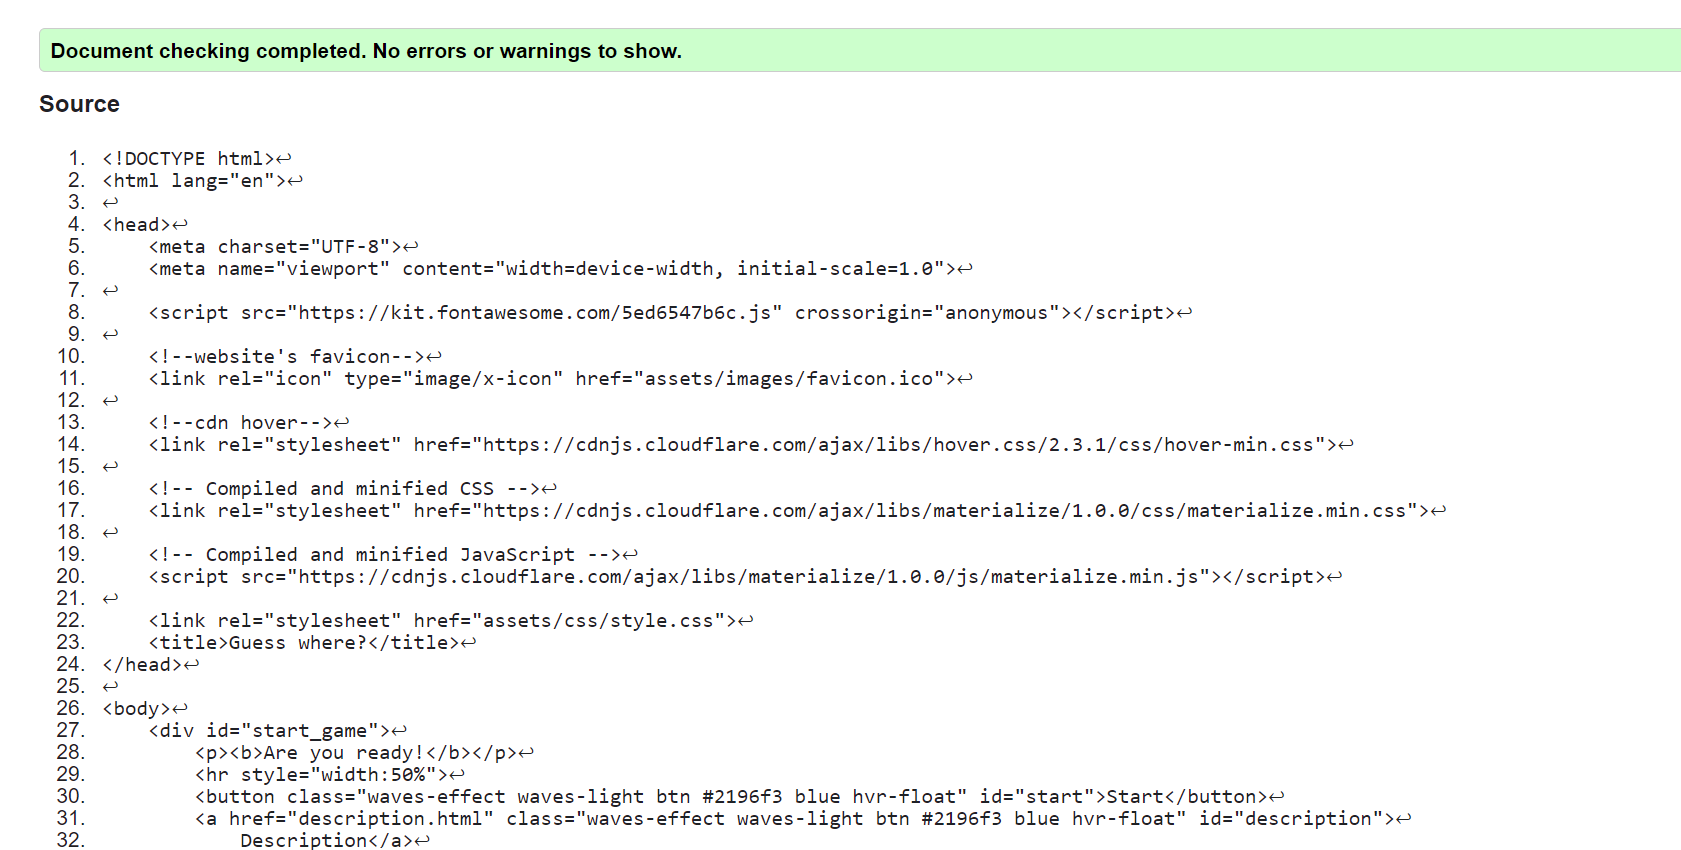 Document checking completed. No errors or warnings to show.
Source
1. <!DOCTYPE html>↩
2. <html lang="en">↩
3. ↩
4. <head>↩
5.     <meta charset="UTF-8">↩
6.     <meta name="viewport" content="width=device-width, initial-scale=1.0">↩
7. ↩
8.     <script src="https://kit.fontawesome.com/5ed6547b6c.js" crossorigin="anonymous"></script>↩
9. ↩
10.     <!--website's favicon-->↩
11.     <link rel="icon" type="image/x-icon" href="assets/images/favicon.ico">↩
12. ↩
13.     <!--cdn hover-->↩
14.     <link rel="stylesheet" href="https://cdnjs.cloudflare.com/ajax/libs/hover.css/2.3.1/css/hover-min.css">↩
15. ↩
16.     <!-- Compiled and minified CSS -->↩
17.     <link rel="stylesheet" href="https://cdnjs.cloudflare.com/ajax/libs/materialize/1.0.0/css/materialize.min.css">↩
18. ↩
19.     <!-- Compiled and minified JavaScript -->↩
20.     <script src="https://cdnjs.cloudflare.com/ajax/libs/materialize/1.0.0/js/materialize.min.js"></script>↩
21. ↩
22.     <link rel="stylesheet" href="assets/css/style.css">↩
23.     <title>Guess where?</title>↩
24. </head>↩
25. ↩
26. <body>↩
27.     <div id="start_game">↩
28.         <p><b>Are you ready!</b></p>↩
29.         <hr style="width:50%">↩
30.         <button class="waves-effect waves-light btn #2196f3 blue hvr-float" id="start">Start</button>↩
31.         <a href="description.html" class="waves-effect waves-light btn #2196f3 blue hvr-float" id="description">↩
32.             Description</a>↩